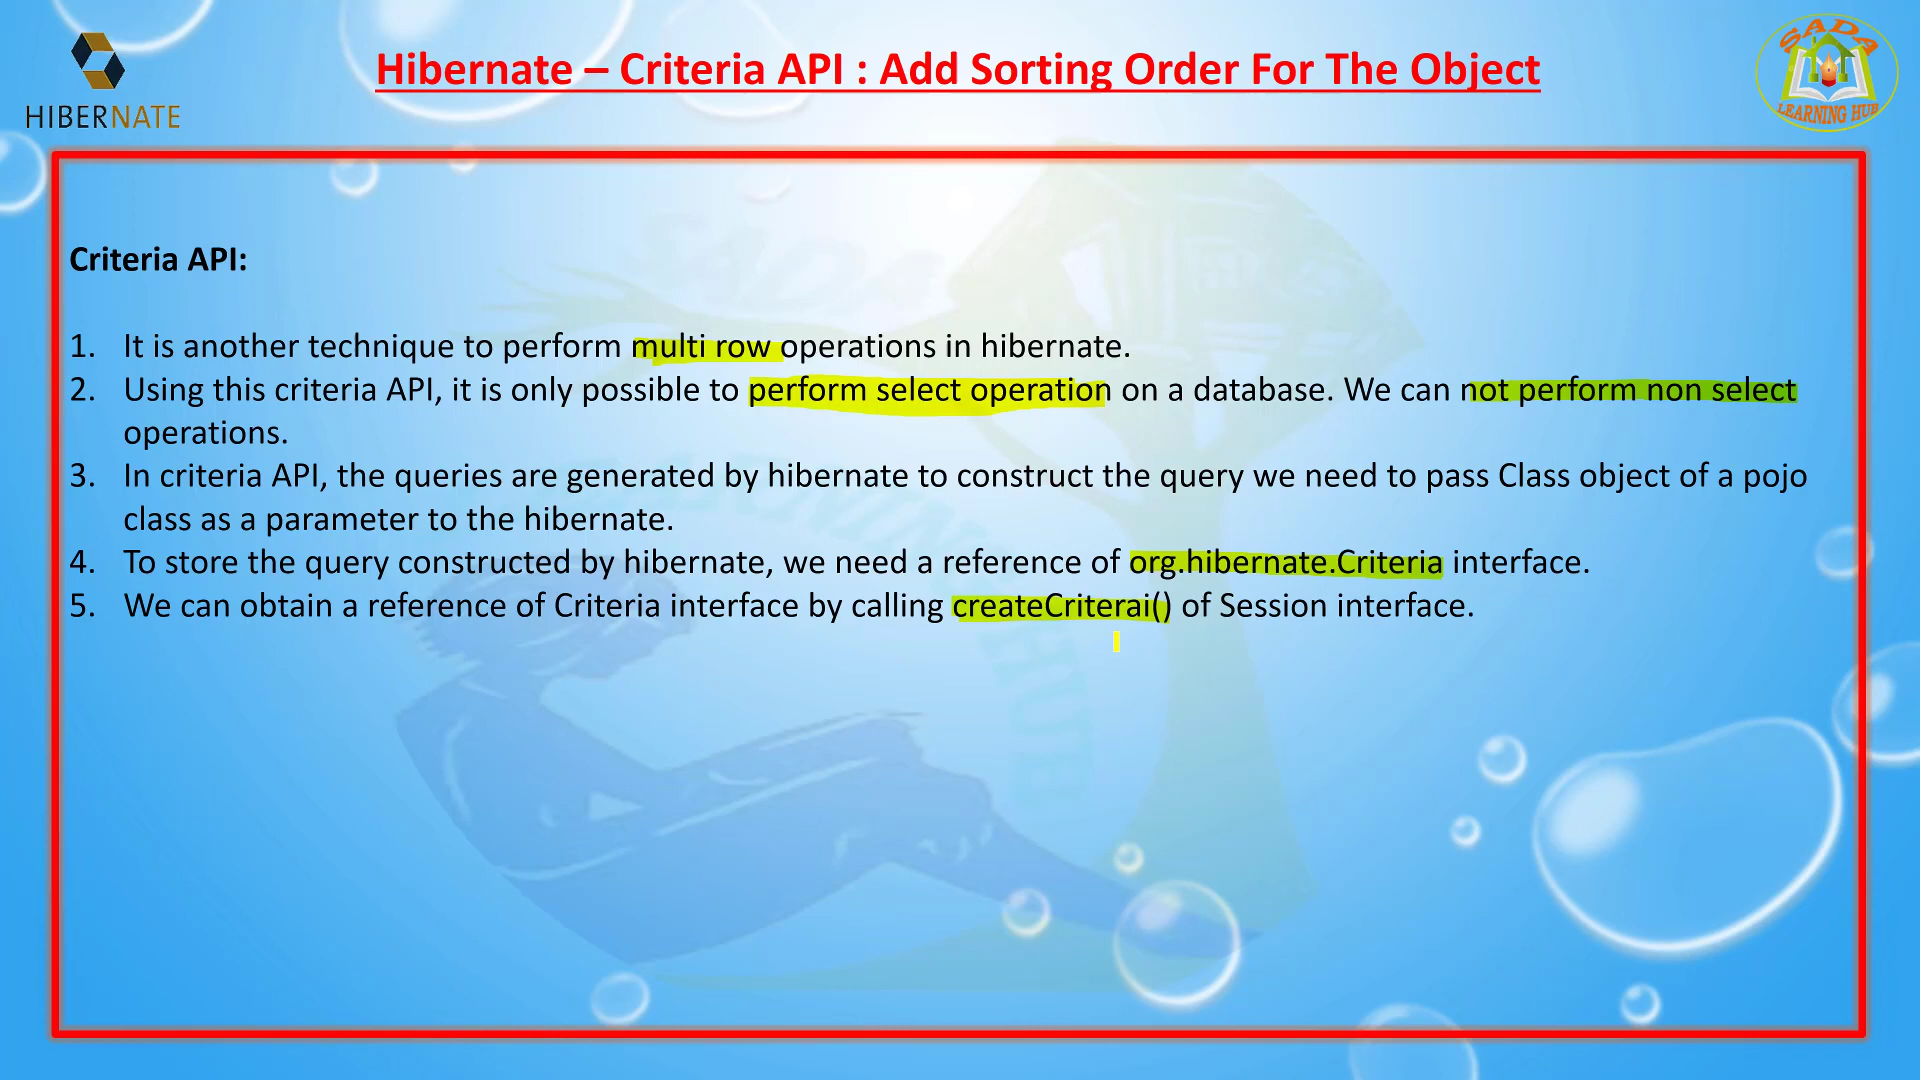 HIBERNATE
Hibernate – Criteria API : Add Sorting Order For The Object
SADA
LEARNING HUB
Criteria API:
1. It is another technique to perform multi row operations in hibernate.
2. Using this criteria API, it is only possible to perform select operation on a database. We can not perform non select
operations.
3. In criteria API, the queries are generated by hibernate to construct the query we need to pass Class object of a pojo
class as a parameter to the hibernate.
4. To store the query constructed by hibernate, we need a reference of org.hibernate.Criteria interface.
5. We can obtain a reference of Criteria interface by calling createCriterai() of Session interface.
SADA
LEARNING HUB